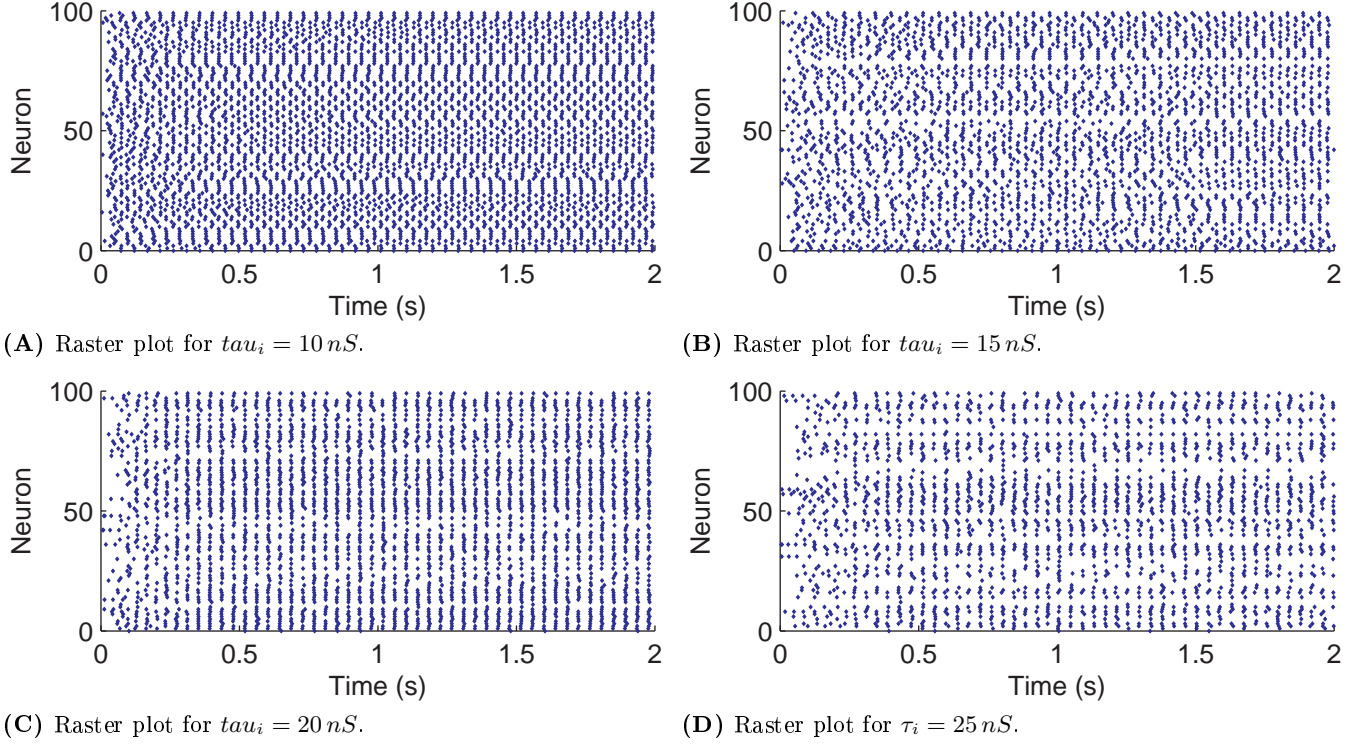 100
50
0
Neuron
0 0.5 1 1.5 2
Time (s)
(A) Raster plot for tau_i = 10 nS.
100
50
0
Neuron
0 0.5 1 1.5 2
Time (s)
(B) Raster plot for tau_i = 15 nS.
100
50
0
Neuron
0 0.5 1 1.5 2
Time (s)
(C) Raster plot for tau_i = 20 nS.
100
50
0
Neuron
0 0.5 1 1.5 2
Time (s)
(D) Raster plot for τ_i = 25 nS.